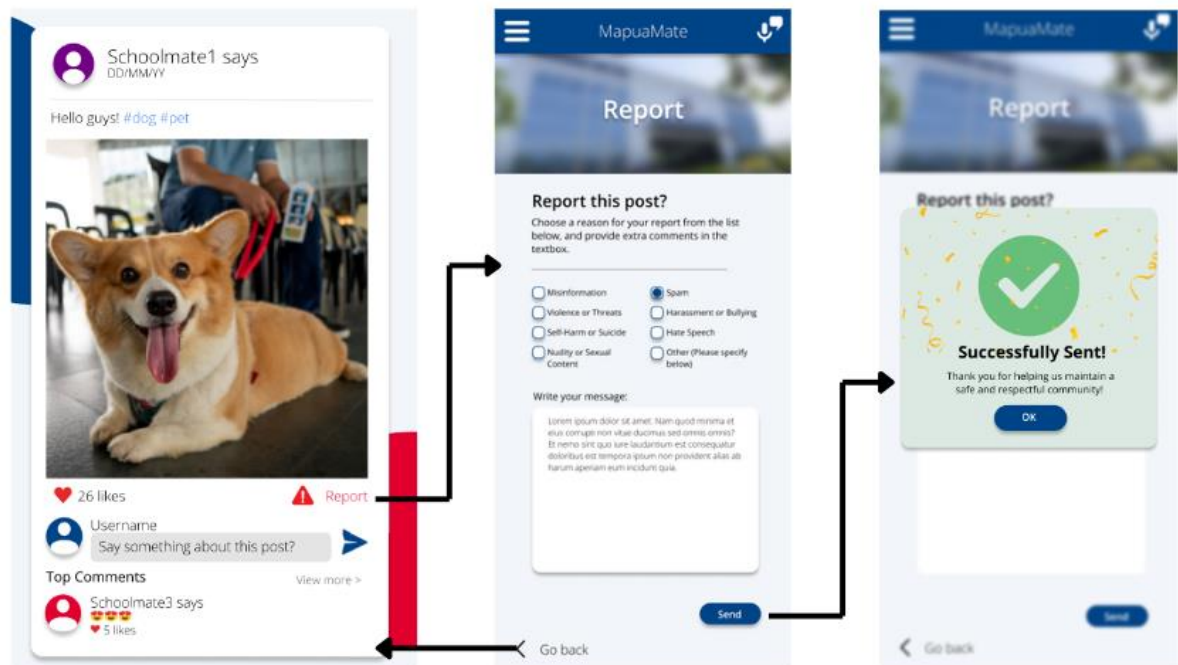 Schoolmate1 says
DD/MM/YY
Hello guys! #dog #pet
26 likes
Report
Username
Say something about this post?
Top Comments
View more >
Schoolmate3 says
5 likes
MapuaMate
Report
Report this post?
Choose a reason for your report from the list
below, and provide extra comments in the
textbox.
Misinformation
Spam
Violence or Threats
Harassment or Bullying
Self-Harm or Suicide
Hate Speech
Nudity or Sexual
Content
Other (Please specify
below)
Write your message:
Lorem ipsum dolor sit amet. Nam quod minima et
eius corrupti non vitae ducimus sed omnis omnis?
Et nemo sint quo iure laudantium est consequatur
doloribus est tempora ipsum non provident alias ab
harum aperiam eum incidunt quia.
Send
Go back
MapuaMate
Report
Report this post?
Successfully Sent!
Thank you for helping us maintain a
safe and respectful community!
OK
Send
Go back